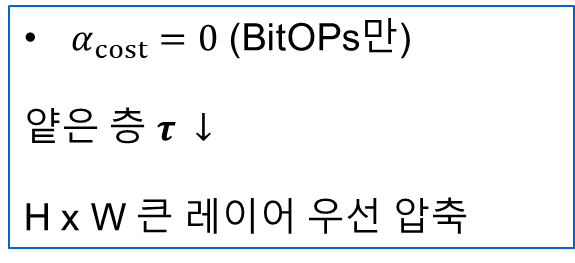 • α_cost = 0 (BitOPs만)
얕은 층 τ ↓
H x W 큰 레이어 우선 압축